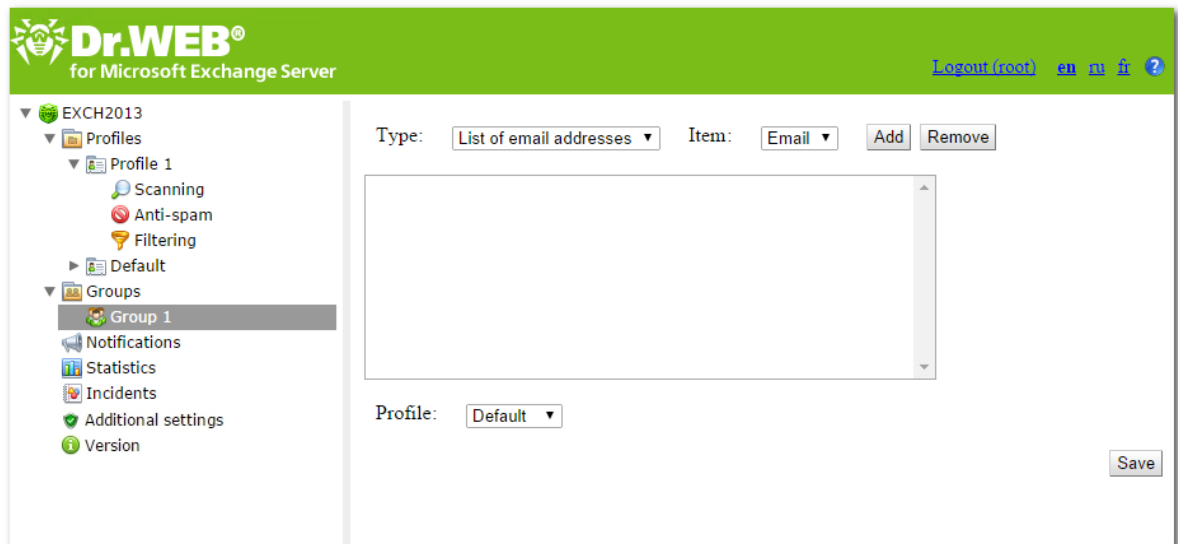 Dr.WEB®
for Microsoft Exchange Server
Logout (root) en ru fr ?
EXCH2013
Profiles
Profile 1
Scanning
Anti-spam
Filtering
Default
Groups
Group 1
Notifications
Statistics
Incidents
Additional settings
Version
Type: List of email addresses Item: Email Add Remove
Profile: Default
Save